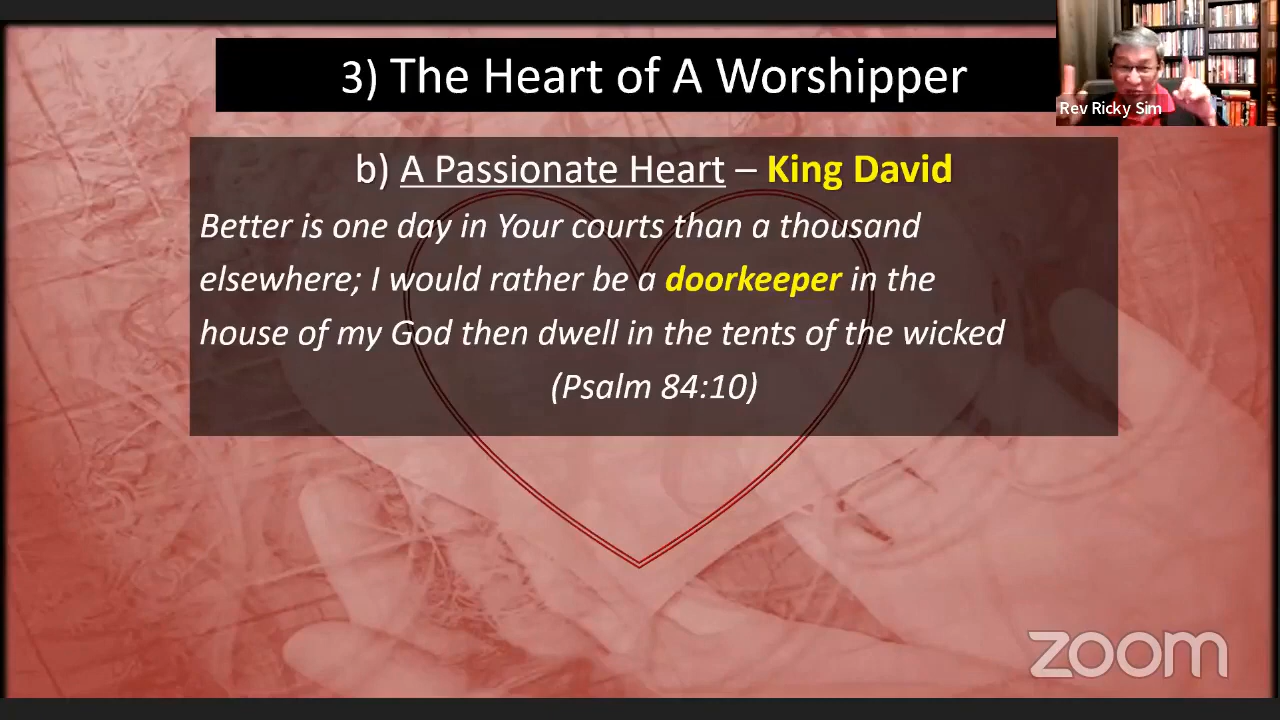 3) The Heart of A Worshipper
Rev Ricky Sim
b) A Passionate Heart – King David
Better is one day in Your courts than a thousand
elsewhere; I would rather be a doorkeeper in the
house of my God then dwell in the tents of the wicked
(Psalm 84:10)
zoom